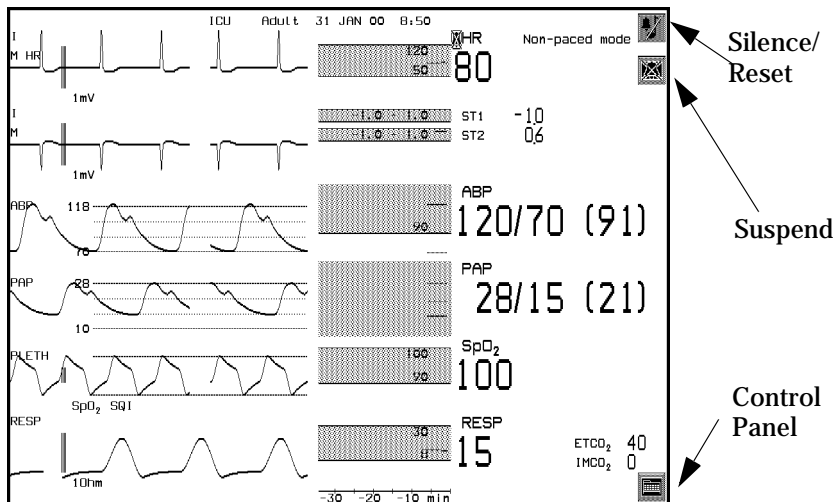 ICU Adult 31 JAN 00 8:50
I
M HR
1mV
120
50
HR
80
Non-paced mode
Silence/
Reset
I
M
1mV
-1.0 - 1.0
-1.0 - 1.0
ST1 -1.0
ST2 0.6
Suspend
ABP
118
70
90
ABP
120/70 (91)
PAP
28
10
PAP
28/15 (21)
PLETH
SpO2 SQI
100
90
SpO2
100
RESP
1Ohm
30
8
RESP
15
ETCO2 40
IMCO2 0
Control
Panel
-30 -20 -10 min